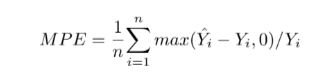 MPE = \frac{1}{n} \sum_{i=1}^{n} max(\hat{Y}_i - Y_i, 0)/Y_i